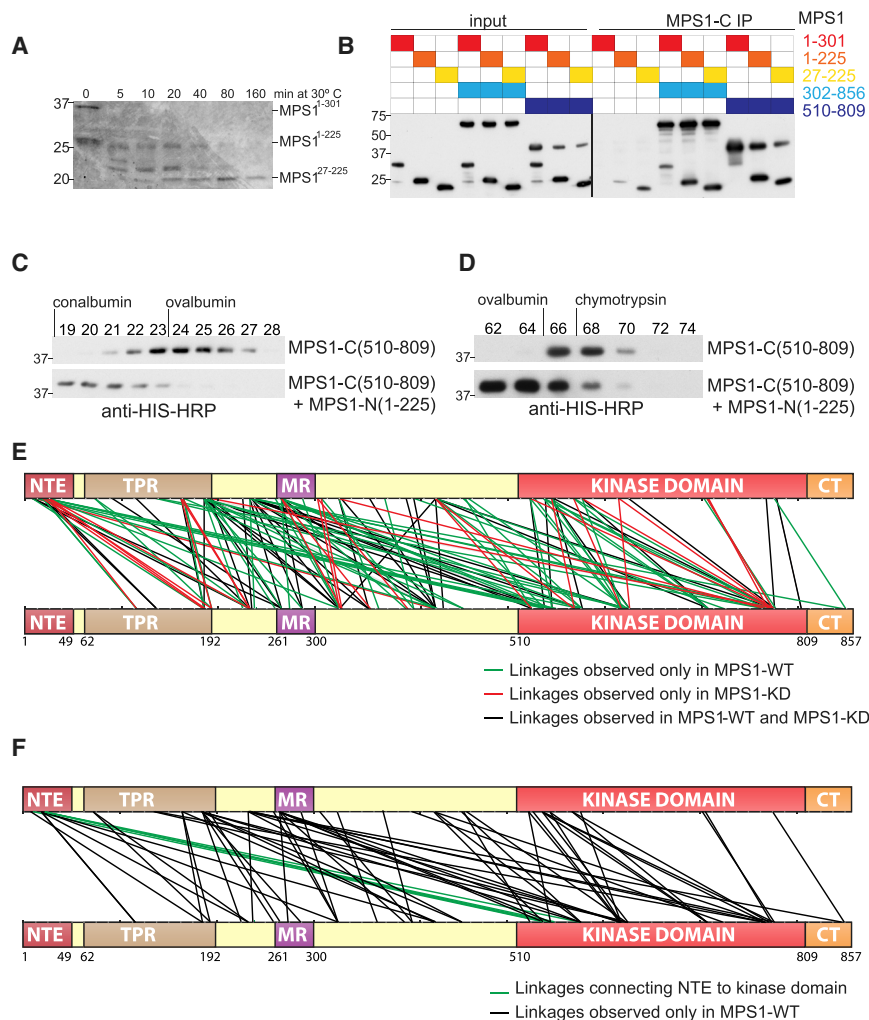 A
37
25
20
0 5 10 20 40 80 160 min at 30º C
MPS1¹⁻³⁰¹
MPS1¹⁻²²⁵
MPS1²⁷⁻²²⁵
B
input MPS1-C IP MPS1
1-301
1-225
27-225
302-856
510-809
75
50
37
25
C
conalbumin ovalbumin
19 20 21 22 23 24 25 26 27 28
37
MPS1-C(510-809)
37
MPS1-C(510-809)
+ MPS1-N(1-225)
anti-HIS-HRP
D
ovalbumin chymotrypsin
62 64 66 68 70 72 74
37
MPS1-C(510-809)
37
MPS1-C(510-809)
+ MPS1-N(1-225)
anti-HIS-HRP
E
NTE TPR MR KINASE DOMAIN CT
NTE TPR MR KINASE DOMAIN CT
1 49 62 192 261 300 510 809 857
Linkages observed only in MPS1-WT
Linkages observed only in MPS1-KD
Linkages observed in MPS1-WT and MPS1-KD
F
NTE TPR MR KINASE DOMAIN CT
NTE TPR MR KINASE DOMAIN CT
1 49 62 192 261 300 510 809 857
Linkages connecting NTE to kinase domain
Linkages observed only in MPS1-WT